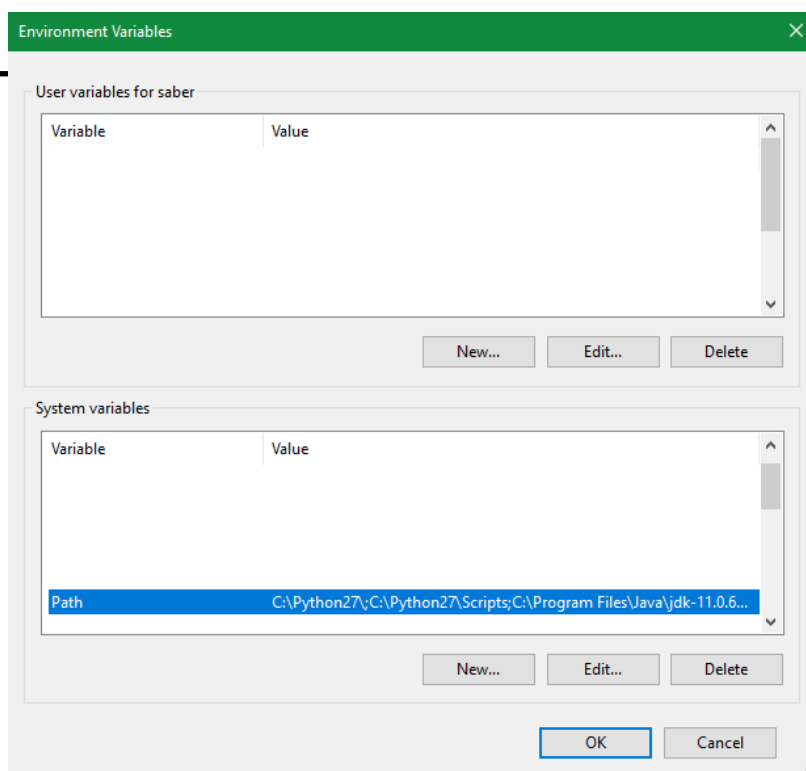 Environment Variables
User variables for saber
Variable Value
New... Edit... Delete
System variables
Variable Value
Path C:\Python27\;C:\Python27\Scripts;C:\Program Files\Java\jdk-11.0.6...
New... Edit... Delete
OK Cancel